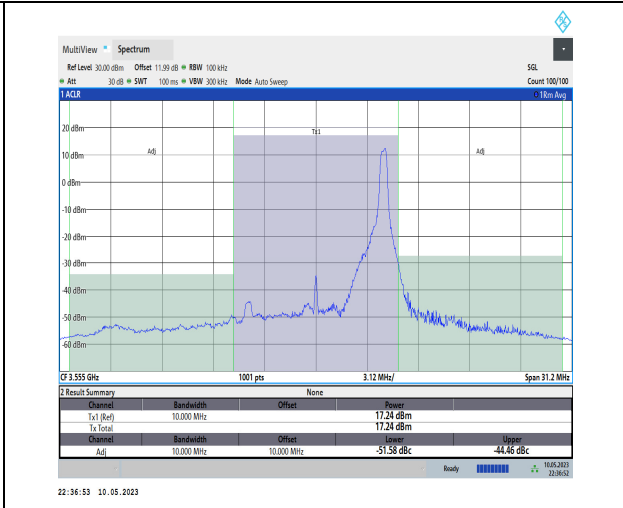 MultiView Spectrum
Ref Level 30.00 dBm Offset 11.99 dB RBW 100 kHz SGL
Att 30 dB SWT 100 ms VBW 300 kHz Mode Auto Sweep Count 100/100
1 ACLR 1Rm Avg
Tx1
20 dBm
Adj Adj
10 dBm
0 dBm
-10 dBm
-20 dBm
-30 dBm
-40 dBm
-50 dBm
-60 dBm
CF 3.555 GHz 1001 pts 3.12 MHz/ Span 31.2 MHz
2 Result Summary None
Channel Bandwidth Offset Power
Tx1 (Ref) 10.000 MHz 17.24 dBm
Tx Total 17.24 dBm
Channel Bandwidth Offset Lower Upper
Adj 10.000 MHz 10.000 MHz -51.58 dBc -44.46 dBc
Ready 10.05.2023
22:36:52
22:36:53 10.05.2023